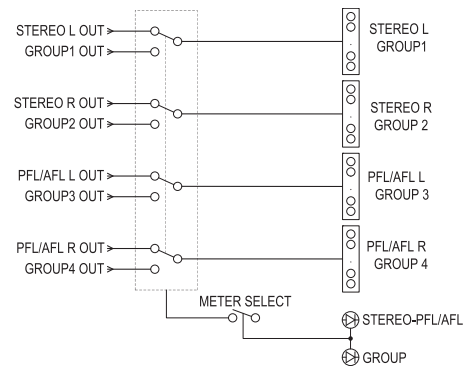 STEREO L OUT
GROUP1 OUT
STEREO L
GROUP1
STEREO R OUT
GROUP2 OUT
STEREO R
GROUP 2
PFL/AFL L OUT
GROUP3 OUT
PFL/AFL L
GROUP 3
PFL/AFL R OUT
GROUP4 OUT
PFL/AFL R
GROUP 4
METER SELECT
STEREO-PFL/AFL
GROUP